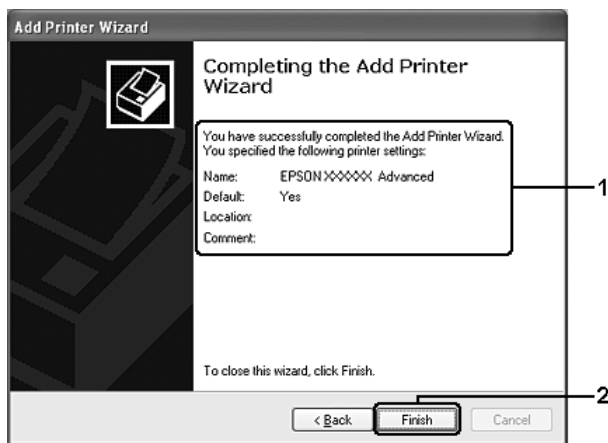 Add Printer Wizard
Completing the Add Printer
Wizard
You have successfully completed the Add Printer Wizard.
You specified the following printer settings:
Name: EPSON XXXXXX Advanced
Default: Yes
Location:
Comment:
1
To close this wizard, click Finish.
2
< Back Finish Cancel